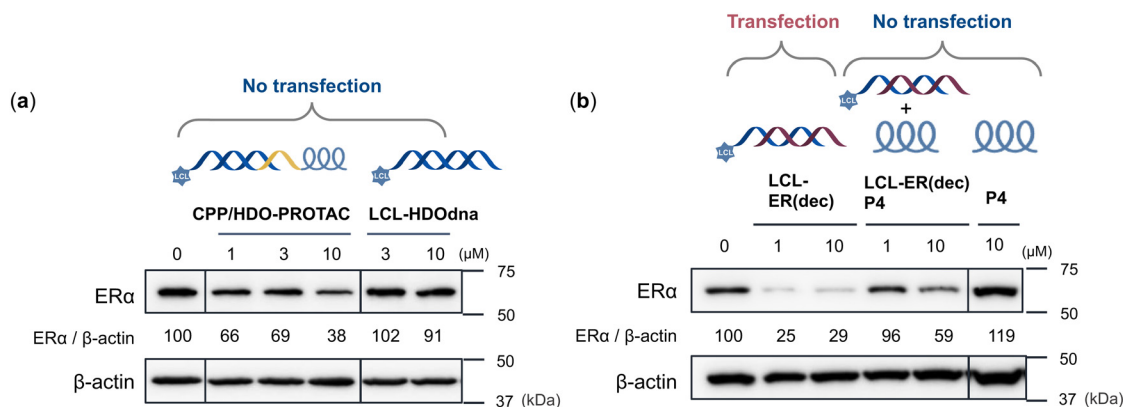 (a)
No transfection
LCL
LCL
CPP/HDO-PROTAC LCL-HDOdna
0 1 3 10 3 10 (μM)
75
ERα
50
ERα / β-actin 100 66 69 38 102 91
50
β-actin
37 (kDa)
(b)
Transfection No transfection
LCL
+
LCL
LCL-
ER(dec)
LCL-ER(dec)
P4
P4
0 1 10 1 10 10 (μM)
75
ERα
50
ERα / β-actin 100 25 29 96 59 119
50
β-actin
37 (kDa)